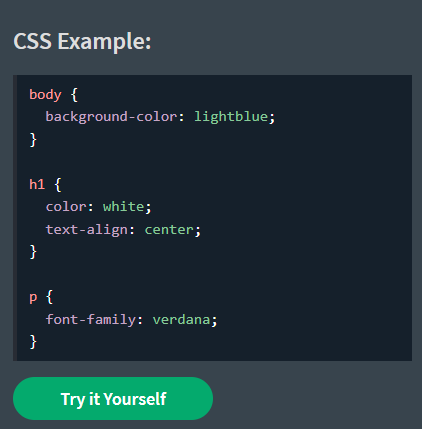 CSS Example:
body {
  background-color: lightblue;
}

h1 {
  color: white;
  text-align: center;
}

p {
  font-family: verdana;
}
Try it Yourself